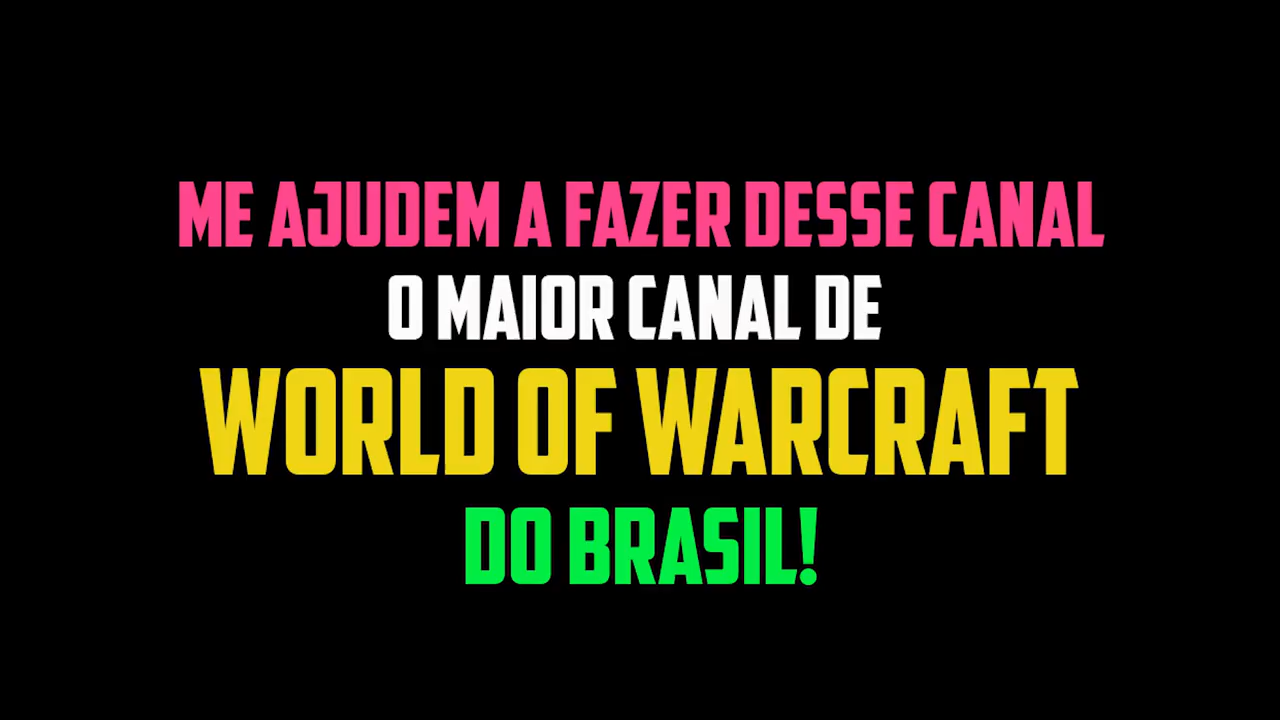 ME AJUDEM A FAZER DESSE CANAL
O MAIOR CANAL DE
WORLD OF WARCRAFT
DO BRASIL!